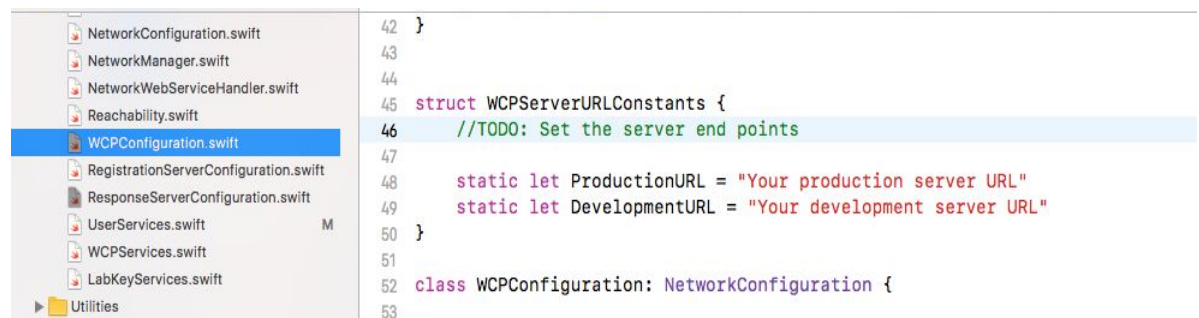 NetworkConfiguration.swift
NetworkManager.swift
NetworkWebServiceHandler.swift
Reachability.swift
WCPConfiguration.swift
RegistrationServerConfiguration.swift
ResponseServerConfiguration.swift
UserServices.swift M
WCPServices.swift
LabKeyServices.swift
Utilities
42 }
43
44
45 struct WCPServerURLConstants {
46 //TODO: Set the server end points
47
48 static let ProductionURL = "Your production server URL"
49 static let DevelopmentURL = "Your development server URL"
50 }
51
52 class WCPConfiguration: NetworkConfiguration {
53